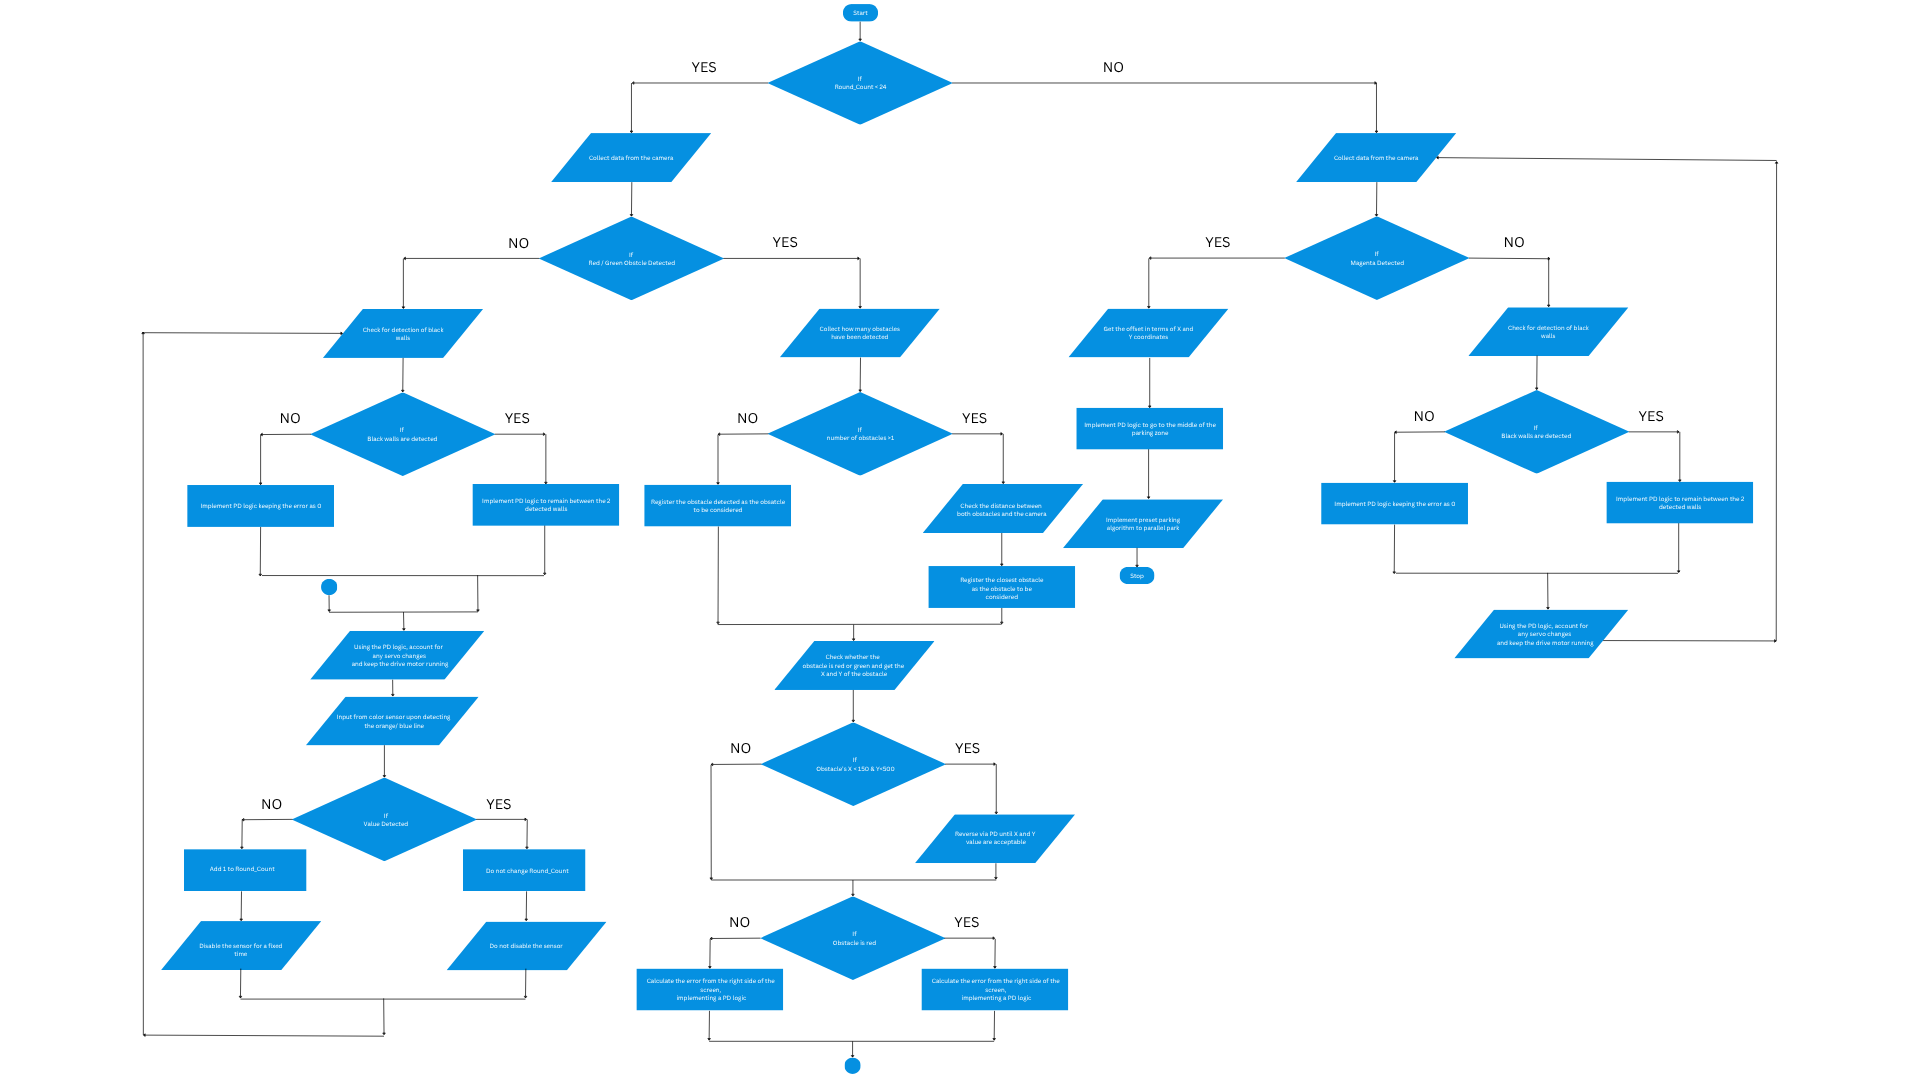 Start
If
Round_Count < 24
YES
NO
Collect data from the camera
Collect data from the camera
If
Red / Green Obstcle Detected
NO
YES
If
Magenta Detected
YES
NO
Check for detection of black
walls
Collect how many obstacles
have been detected
Get the offset in terms of X and
Y coordinates
Check for detection of black
walls
If
Black walls are detected
NO
YES
If
number of obstacles >1
NO
YES
Implement PD logic to go to the middle of the
parking zone
If
Black walls are detected
NO
YES
Implement PD logic keeping the error as 0
Implement PD logic to remain between the 2
detected walls
Register the obstacle detected as the obsatcle
to be considered
Check the distance between
both obstacles and the camera
Implement preset parking
algorithm to parallel park
Implement PD logic keeping the error as 0
Implement PD logic to remain between the 2
detected walls
Register the closest obstacle
as the obstacle to be
considered
Stop
Using the PD logic, account for
any servo changes
and keep the drive motor running
Check whether the
obstacle is red or green and get the
X and Y of the obstacle
Using the PD logic, account for
any servo changes
and keep the drive motor running
Input from color sensor upon detecting
the orange/ blue line
If
Obstacle's X < 150 & Y>500
NO
YES
If
Value Detected
NO
YES
Reverse via PD until X and Y
value are acceptable
Add 1 to Round_Count
Do not change Round_Count
If
Obstacle is red
NO
YES
Disable the sensor for a fixed
time
Do not disable the sensor
Calculate the error from the right side of the
screen,
implementing a PD logic
Calculate the error from the right side of the
screen,
implementing a PD logic